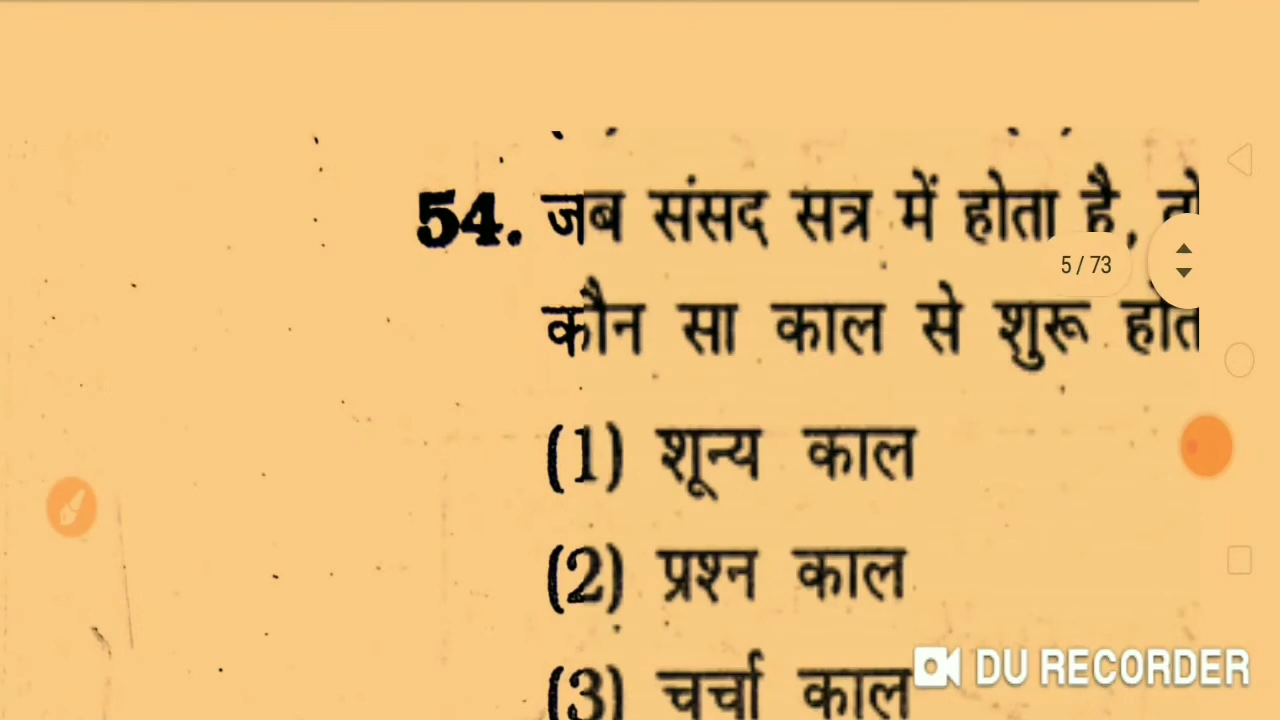 54. जब संसद सत्र में होता है,
5 / 73
कौन सा काल से शुरू
(1) शून्य काल
(2) प्रश्न काल
(3) चर्चा काल
DU RECORDER